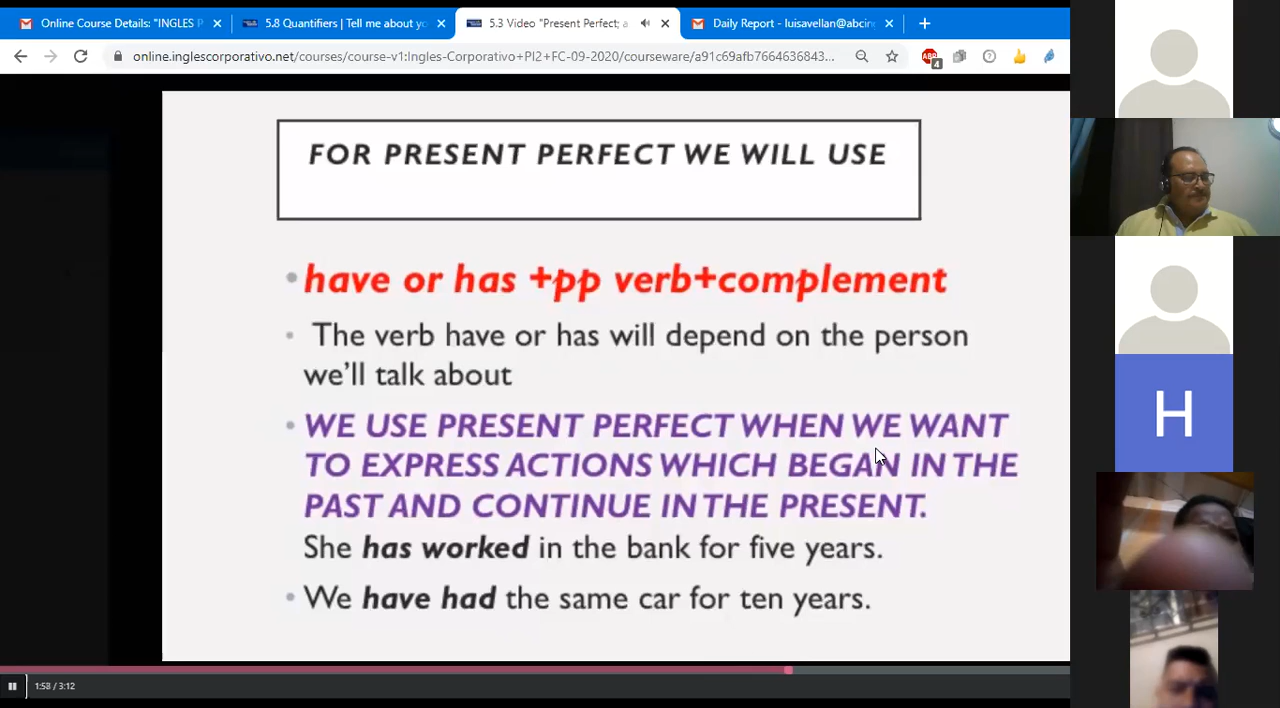 Online Course Details: "INGLES P
5.8 Quantifiers | Tell me about yo
5.3 Video "Present Perfect; a
Daily Report - luisavellan@abcin
online.inglescorporativo.net/courses/course-v1:Ingles-Corporativo+PI2+FC-09-2020/courseware/a91c69afb7664636843...
ABP
4
FOR PRESENT PERFECT WE WILL USE
• have or has +pp verb+complement
• The verb have or has will depend on the person
we'll talk about
• WE USE PRESENT PERFECT WHEN WE WANT
TO EXPRESS ACTIONS WHICH BEGAN IN THE
PAST AND CONTINUE IN THE PRESENT.
She has worked in the bank for five years.
• We have had the same car for ten years.
H
1:58 / 3:12